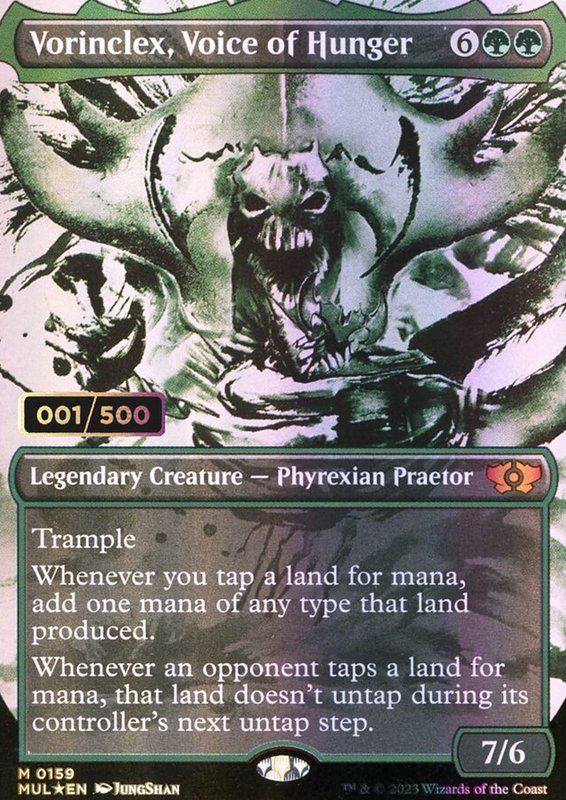 Vorinclex, Voice of Hunger 6
001/500
Legendary Creature — Phyrexian Praetor
Trample
Whenever you tap a land for mana,
add one mana of any type that land
produced.
Whenever an opponent taps a land for
mana, that land doesn't untap during its
controller's next untap step.
7/6
M 0159
MUL★EN JungShan
™ & © 2023 Wizards of the Coast